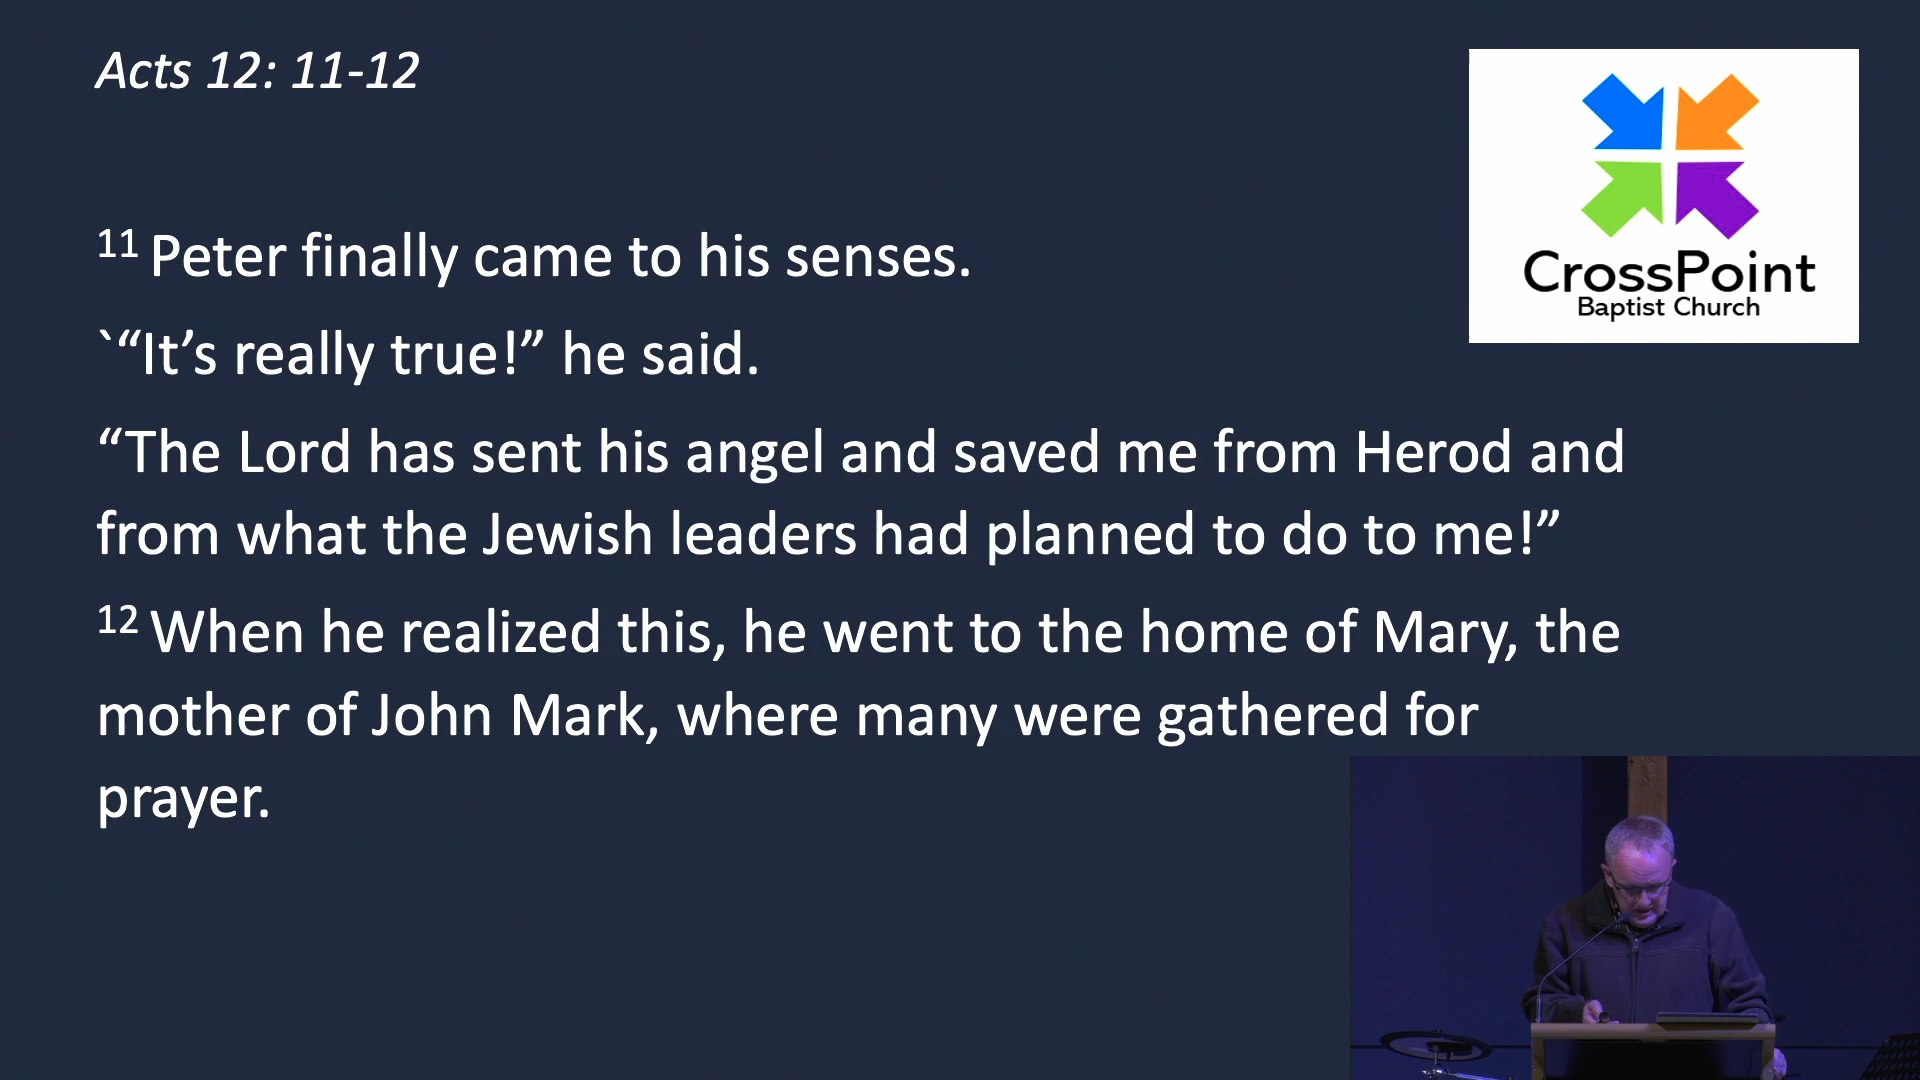 Acts 12: 11-12
CrossPoint
Baptist Church
11 Peter finally came to his senses.
`“It’s really true!” he said.
“The Lord has sent his angel and saved me from Herod and
from what the Jewish leaders had planned to do to me!”
12 When he realized this, he went to the home of Mary, the
mother of John Mark, where many were gathered for
prayer.